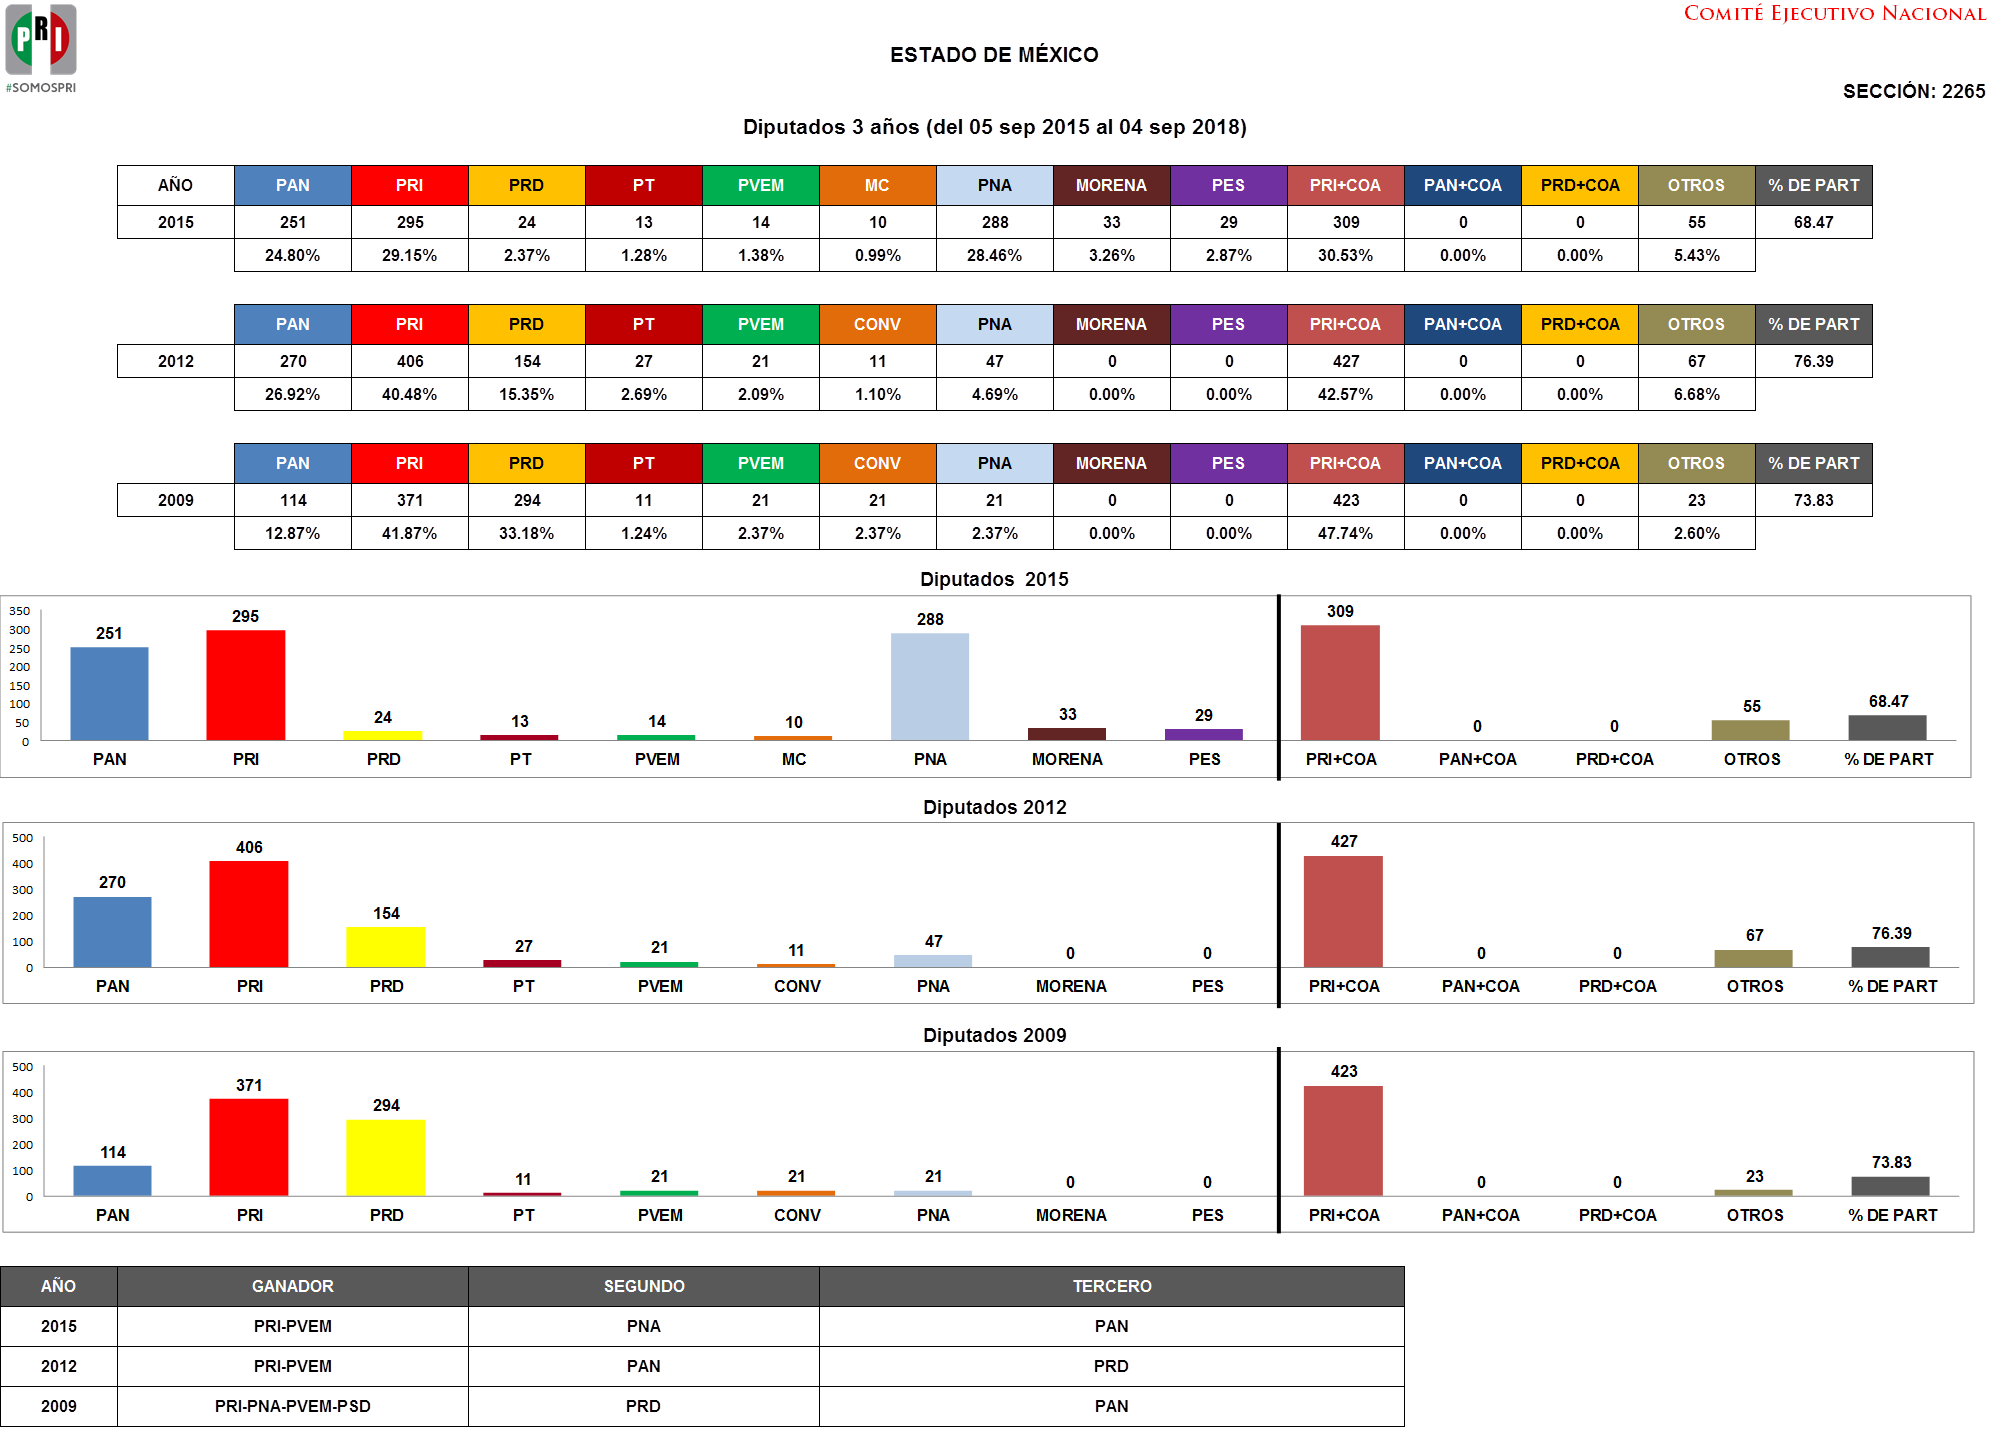 PRI
#SOMOSPRI
COMITÉ EJECUTIVO NACIONAL
ESTADO DE MÉXICO
SECCIÓN: 2265
Diputados 3 años (del 05 sep 2015 al 04 sep 2018)
AÑO PAN PRI PRD PT PVEM MC PNA MORENA PES PRI+COA PAN+COA PRD+COA OTROS % DE PART
2015 251 295 24 13 14 10 288 33 29 309 0 0 55 68.47
24.80% 29.15% 2.37% 1.28% 1.38% 0.99% 28.46% 3.26% 2.87% 30.53% 0.00% 0.00% 5.43%
PAN PRI PRD PT PVEM CONV PNA MORENA PES PRI+COA PAN+COA PRD+COA OTROS % DE PART
2012 270 406 154 27 21 11 47 0 0 427 0 0 67 76.39
26.92% 40.48% 15.35% 2.69% 2.09% 1.10% 4.69% 0.00% 0.00% 42.57% 0.00% 0.00% 6.68%
PAN PRI PRD PT PVEM CONV PNA MORENA PES PRI+COA PAN+COA PRD+COA OTROS % DE PART
2009 114 371 294 11 21 21 21 0 0 423 0 0 23 73.83
12.87% 41.87% 33.18% 1.24% 2.37% 2.37% 2.37% 0.00% 0.00% 47.74% 0.00% 0.00% 2.60%
Diputados 2015
350
300
250
200
150
100
50
0
251 295 24 13 14 10 288 33 29 309 0 0 55 68.47
PAN PRI PRD PT PVEM MC PNA MORENA PES PRI+COA PAN+COA PRD+COA OTROS % DE PART
Diputados 2012
500
400
300
200
100
0
270 406 154 27 21 11 47 0 0 427 0 0 67 76.39
PAN PRI PRD PT PVEM CONV PNA MORENA PES PRI+COA PAN+COA PRD+COA OTROS % DE PART
Diputados 2009
500
400
300
200
100
0
114 371 294 11 21 21 21 0 0 423 0 0 23 73.83
PAN PRI PRD PT PVEM CONV PNA MORENA PES PRI+COA PAN+COA PRD+COA OTROS % DE PART
AÑO GANADOR SEGUNDO TERCERO
2015 PRI-PVEM PNA PAN
2012 PRI-PVEM PAN PRD
2009 PRI-PNA-PVEM-PSD PRD PAN